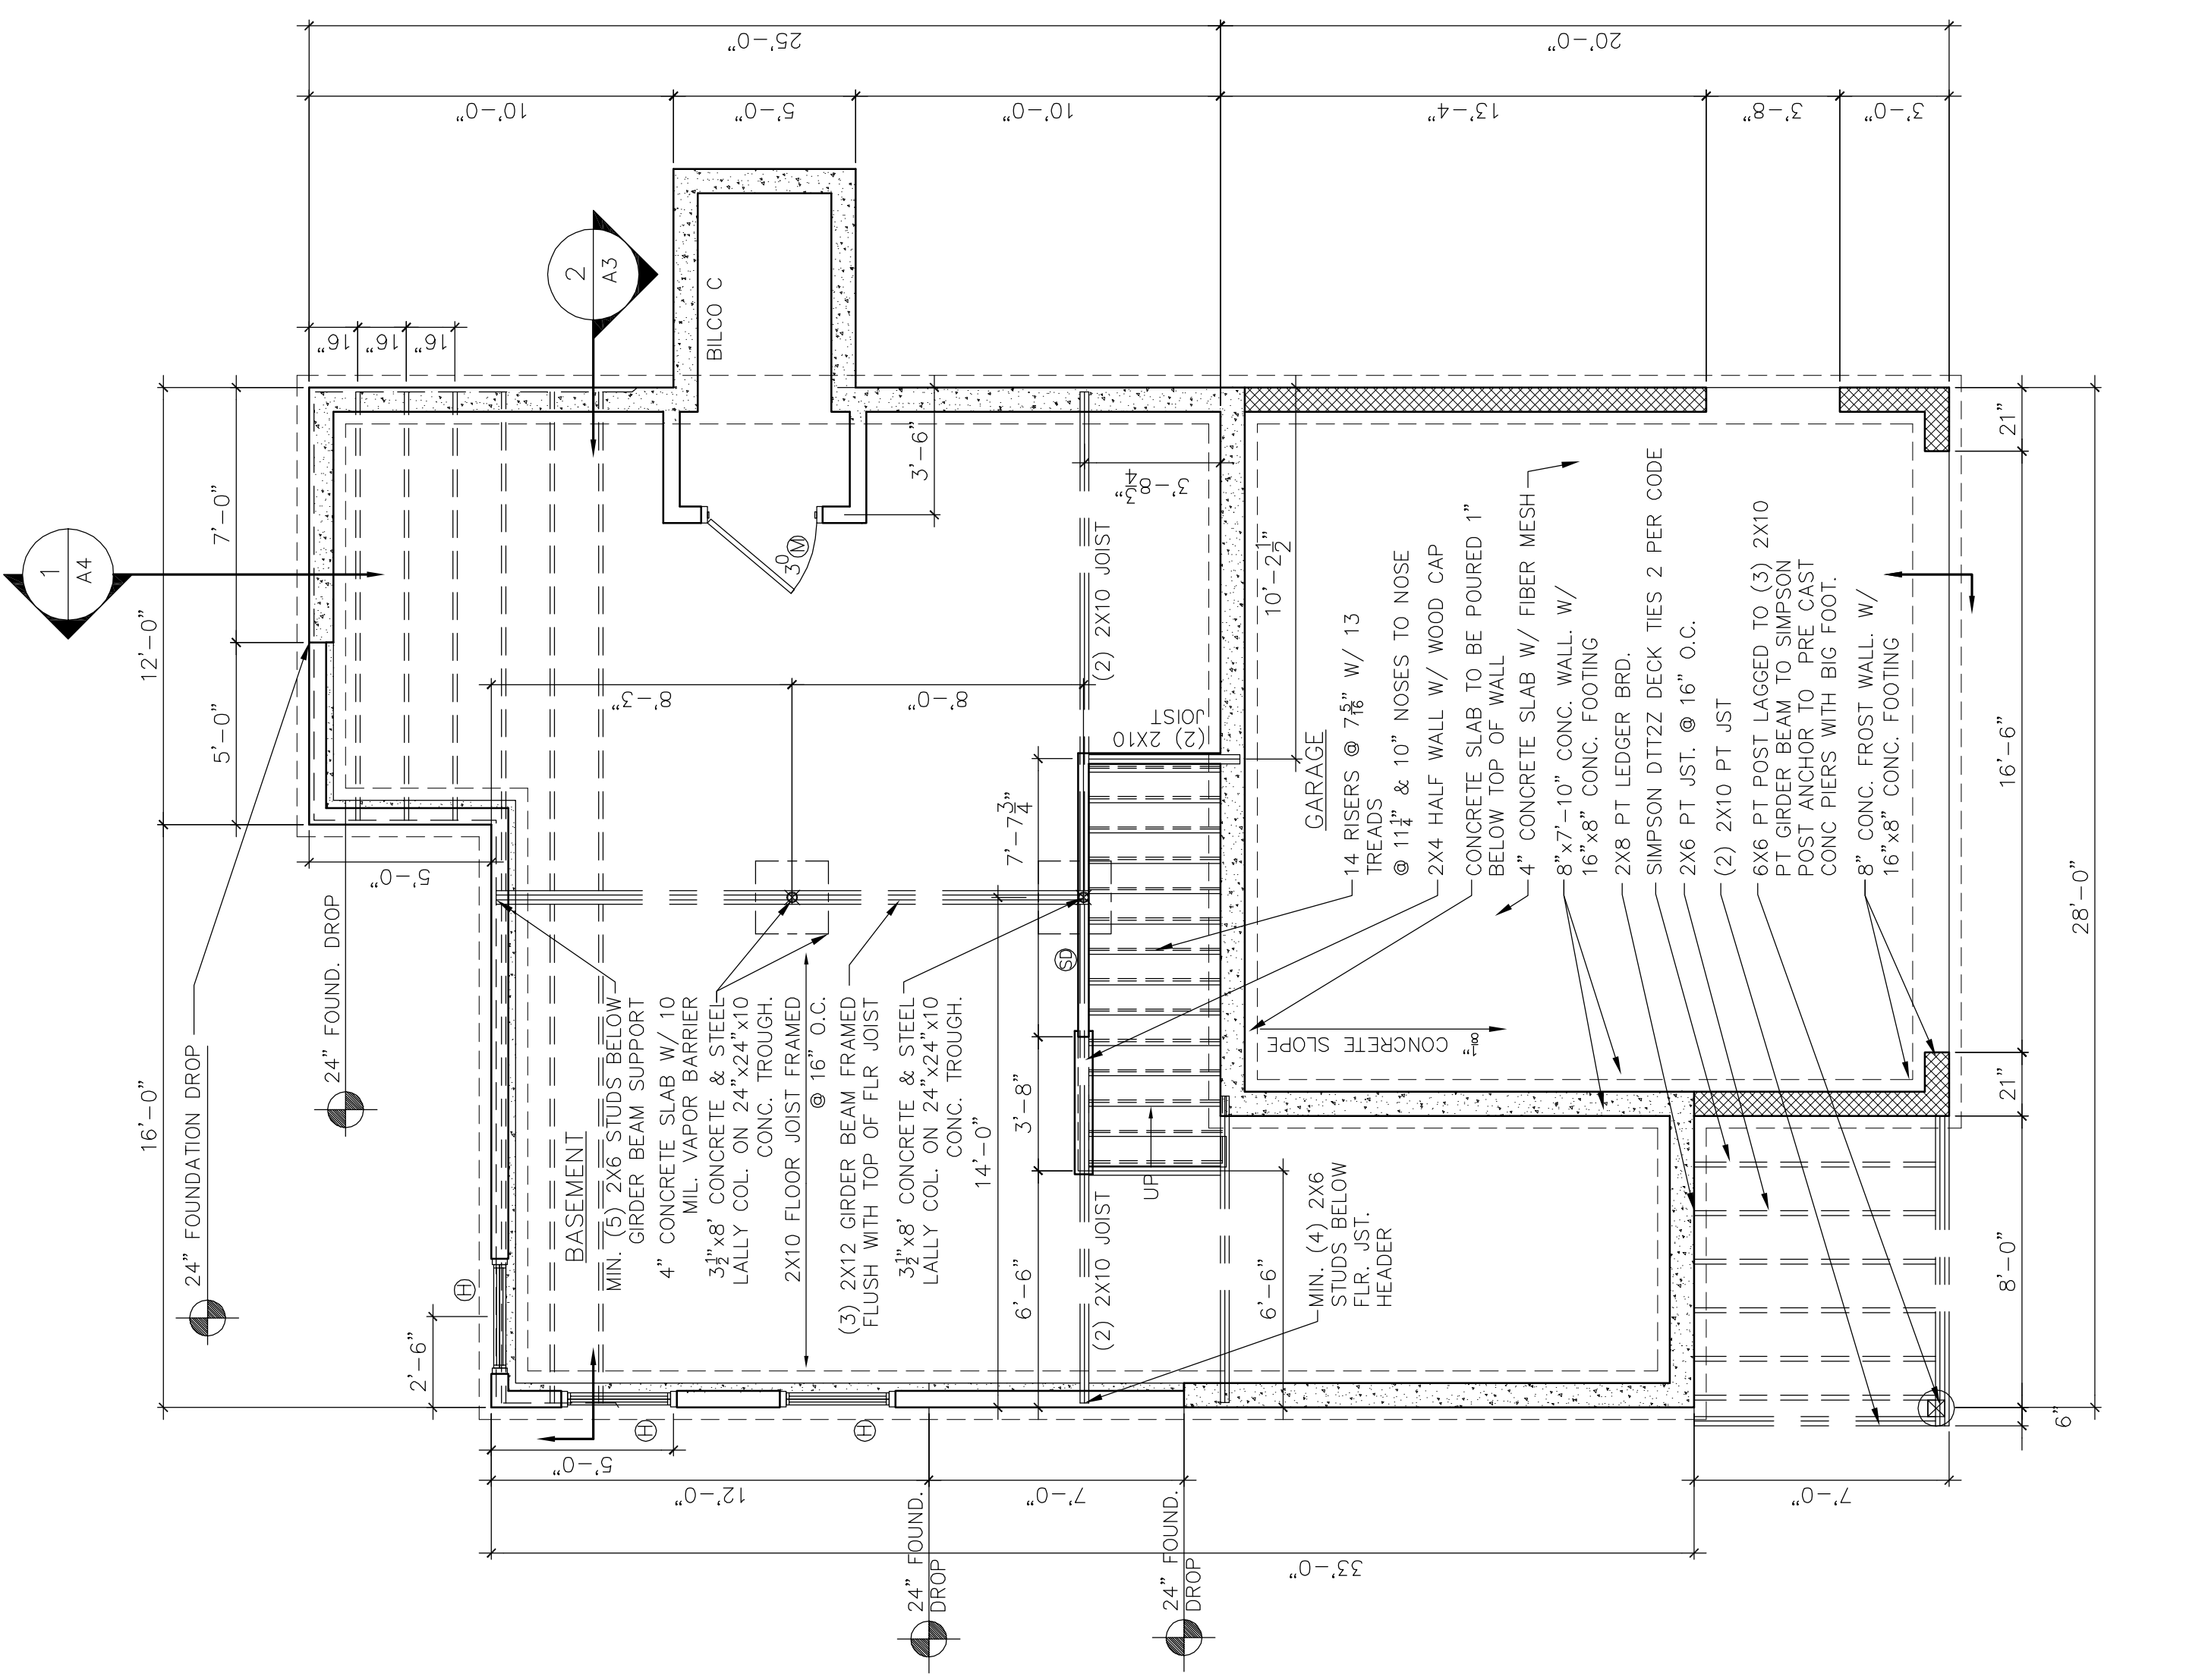 25'-0"
20'-0"
10'-0"
5'-0"
10'-0"
13'-4"
3'-8"
3'-0"
1
A4
2
A3
BILCO C
16"
16"
16"
12'-0"
7'-0"
5'-0"
16'-0"
5'-0"
24" FOUNDATION DROP
24" FOUND. DROP
2'-6"
H
H
H
3'-6"
3'-8 3/4"
3⁰
M
(2) 2X10 JOIST
8'-3"
8'-0"
(2) 2X10
JOIST
10'-2 1/2"
7'-7 3/4"
3'-8"
14'-0"
6'-6"
6'-6"
BASEMENT
MIN. (5) 2X6 STUDS BELOW
GIRDER BEAM SUPPORT
4" CONCRETE SLAB W/ 10
MIL. VAPOR BARRIER
3 1/2"x8' CONCRETE & STEEL
LALLY COL. ON 24"x24"x10
CONC. TROUGH.
2X10 FLOOR JOIST FRAMED
@ 16" O.C.
(3) 2X12 GIRDER BEAM FRAMED
FLUSH WITH TOP OF FLR JOIST
3 1/2"x8' CONCRETE & STEEL
LALLY COL. ON 24"x24"x10
CONC. TROUGH.
SD
UP
(2) 2X10 JOIST
MIN. (4) 2X6
STUDS BELOW
FLR. JST.
HEADER
GARAGE
14 RISERS @ 7 5/16" W/ 13
TREADS
@ 11 1/4" & 10" NOSES TO NOSE
2X4 HALF WALL W/ WOOD CAP
CONCRETE SLAB TO BE POURED 1"
BELOW TOP OF WALL
4" CONCRETE SLAB W/ FIBER MESH
8"x7'-10" CONC. WALL. W/
16"x8" CONC. FOOTING
2X8 PT LEDGER BRD.
SIMPSON DTT2Z DECK TIES 2 PER CODE
2X6 PT JST. @ 16" O.C.
(2) 2X10 PT JST
6X6 PT POST LAGGED TO (3) 2X10
PT GIRDER BEAM TO SIMPSON
POST ANCHOR TO PRE CAST
CONC PIERS WITH BIG FOOT.
8" CONC. FROST WALL. W/
16"x8" CONC. FOOTING
1/8" CONCRETE SLOPE
21"
16'-6"
21"
8'-0"
6"
28'-0"
5'-0"
12'-0"
7'-0"
7'-0"
33'-0"
24" FOUND.
DROP
24" FOUND.
DROP